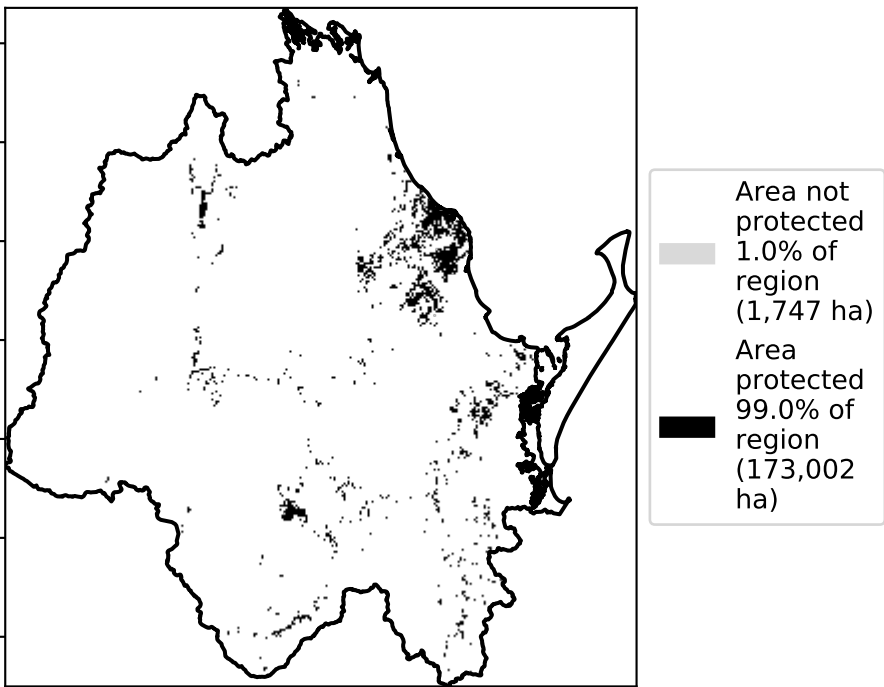 Area not
protected
1.0% of
region
(1,747 ha)
Area
protected
99.0% of
region
(173,002
ha)